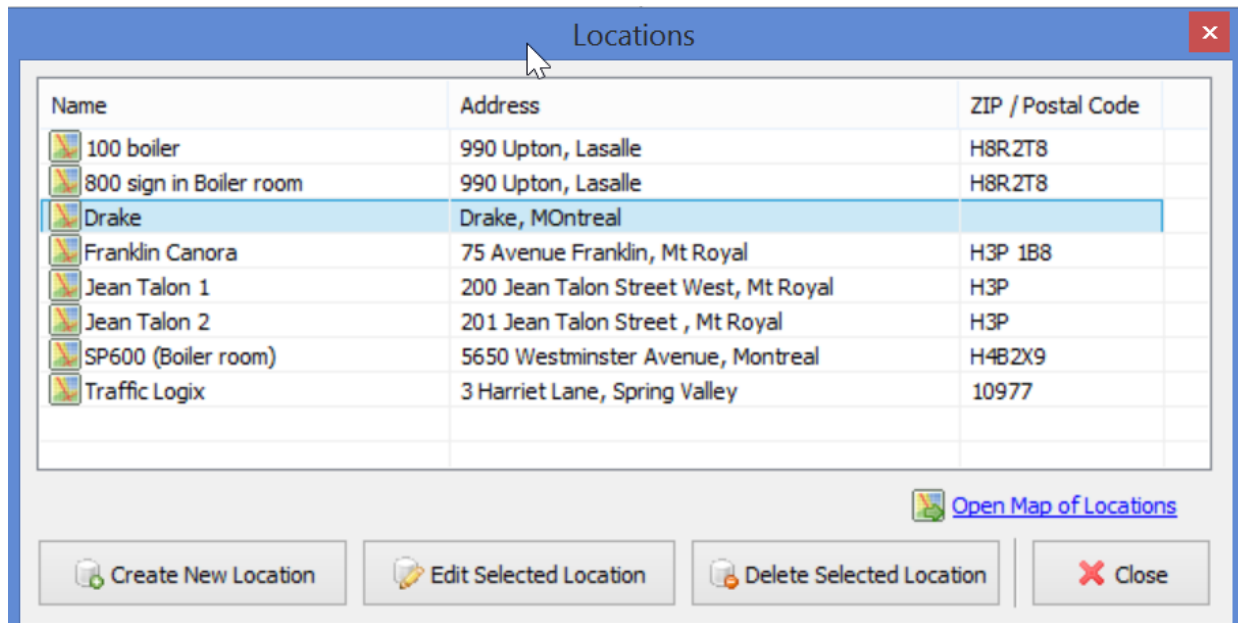 Locations
Name Address ZIP / Postal Code
100 boiler 990 Upton, Lasalle H8R2T8
800 sign in Boiler room 990 Upton, Lasalle H8R2T8
Drake Drake, MOntreal
Franklin Canora 75 Avenue Franklin, Mt Royal H3P 1B8
Jean Talon 1 200 Jean Talon Street West, Mt Royal H3P
Jean Talon 2 201 Jean Talon Street , Mt Royal H3P
SP600 (Boiler room) 5650 Westminster Avenue, Montreal H4B2X9
Traffic Logix 3 Harriet Lane, Spring Valley 10977
Open Map of Locations
Create New Location Edit Selected Location Delete Selected Location Close